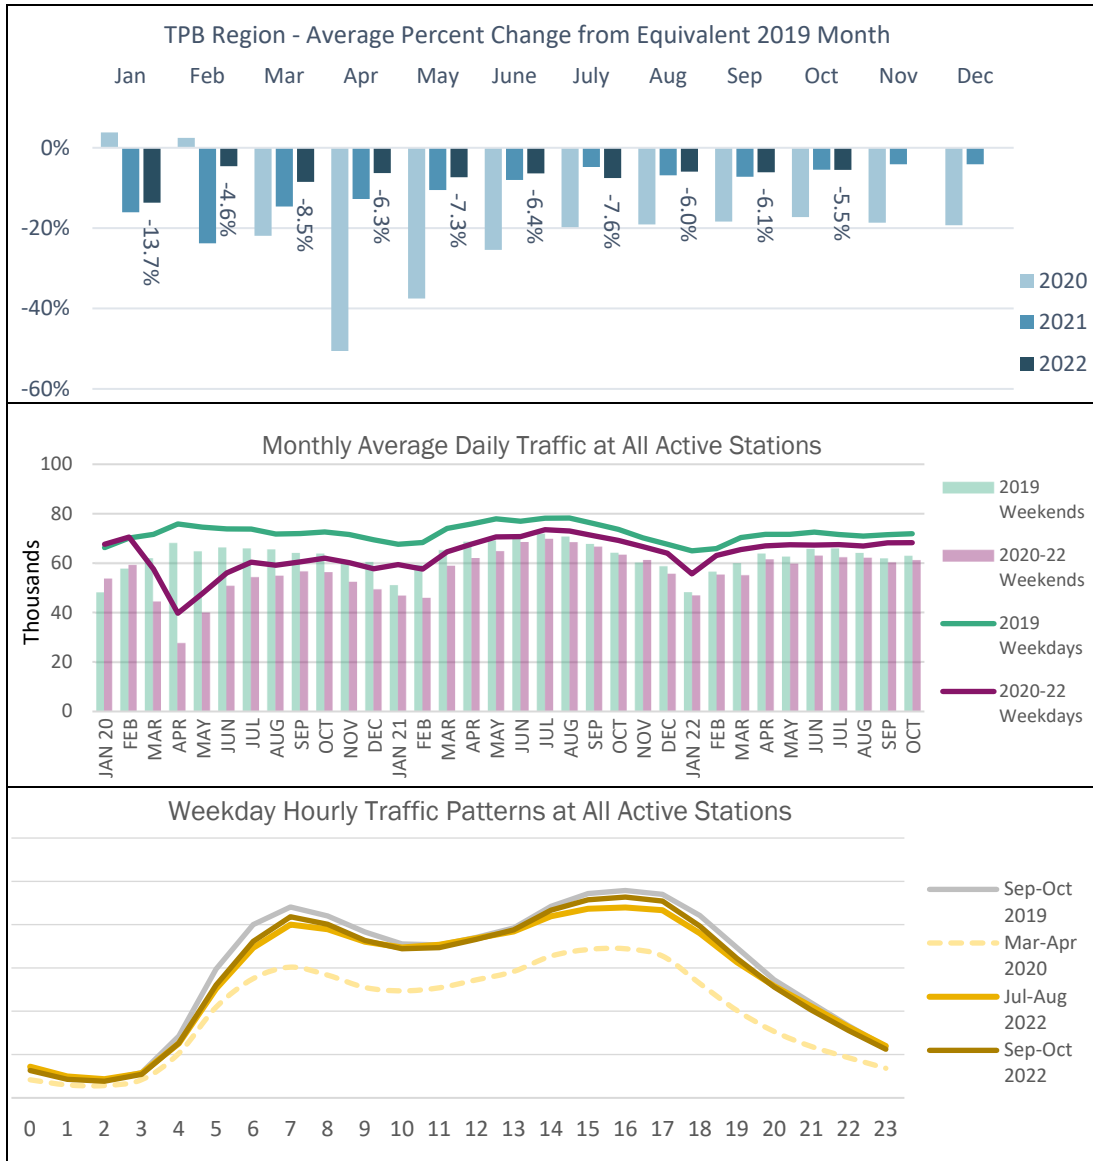 TPB Region - Average Percent Change from Equivalent 2019 Month
Jan Feb Mar Apr May June July Aug Sep Oct Nov Dec
0%
-20%
-40%
-60%
-13.7%
-4.6%
-8.5%
-6.3%
-7.3%
-6.4%
-7.6%
-6.0%
-6.1%
-5.5%
2020
2021
2022
Monthly Average Daily Traffic at All Active Stations
Thousands
100
80
60
40
20
0
JAN 20 FEB MAR APR MAY JUN JUL AUG SEP OCT NOV DEC JAN 21 FEB MAR APR MAY JUN JUL AUG SEP OCT NOV DEC JAN 22 FEB MAR APR MAY JUN JUL AUG SEP OCT
2019
Weekends
2020-22
Weekends
2019
Weekdays
2020-22
Weekdays
Weekday Hourly Traffic Patterns at All Active Stations
Sep-Oct
2019
Mar-Apr
2020
Jul-Aug
2022
Sep-Oct
2022
0 1 2 3 4 5 6 7 8 9 10 11 12 13 14 15 16 17 18 19 20 21 22 23